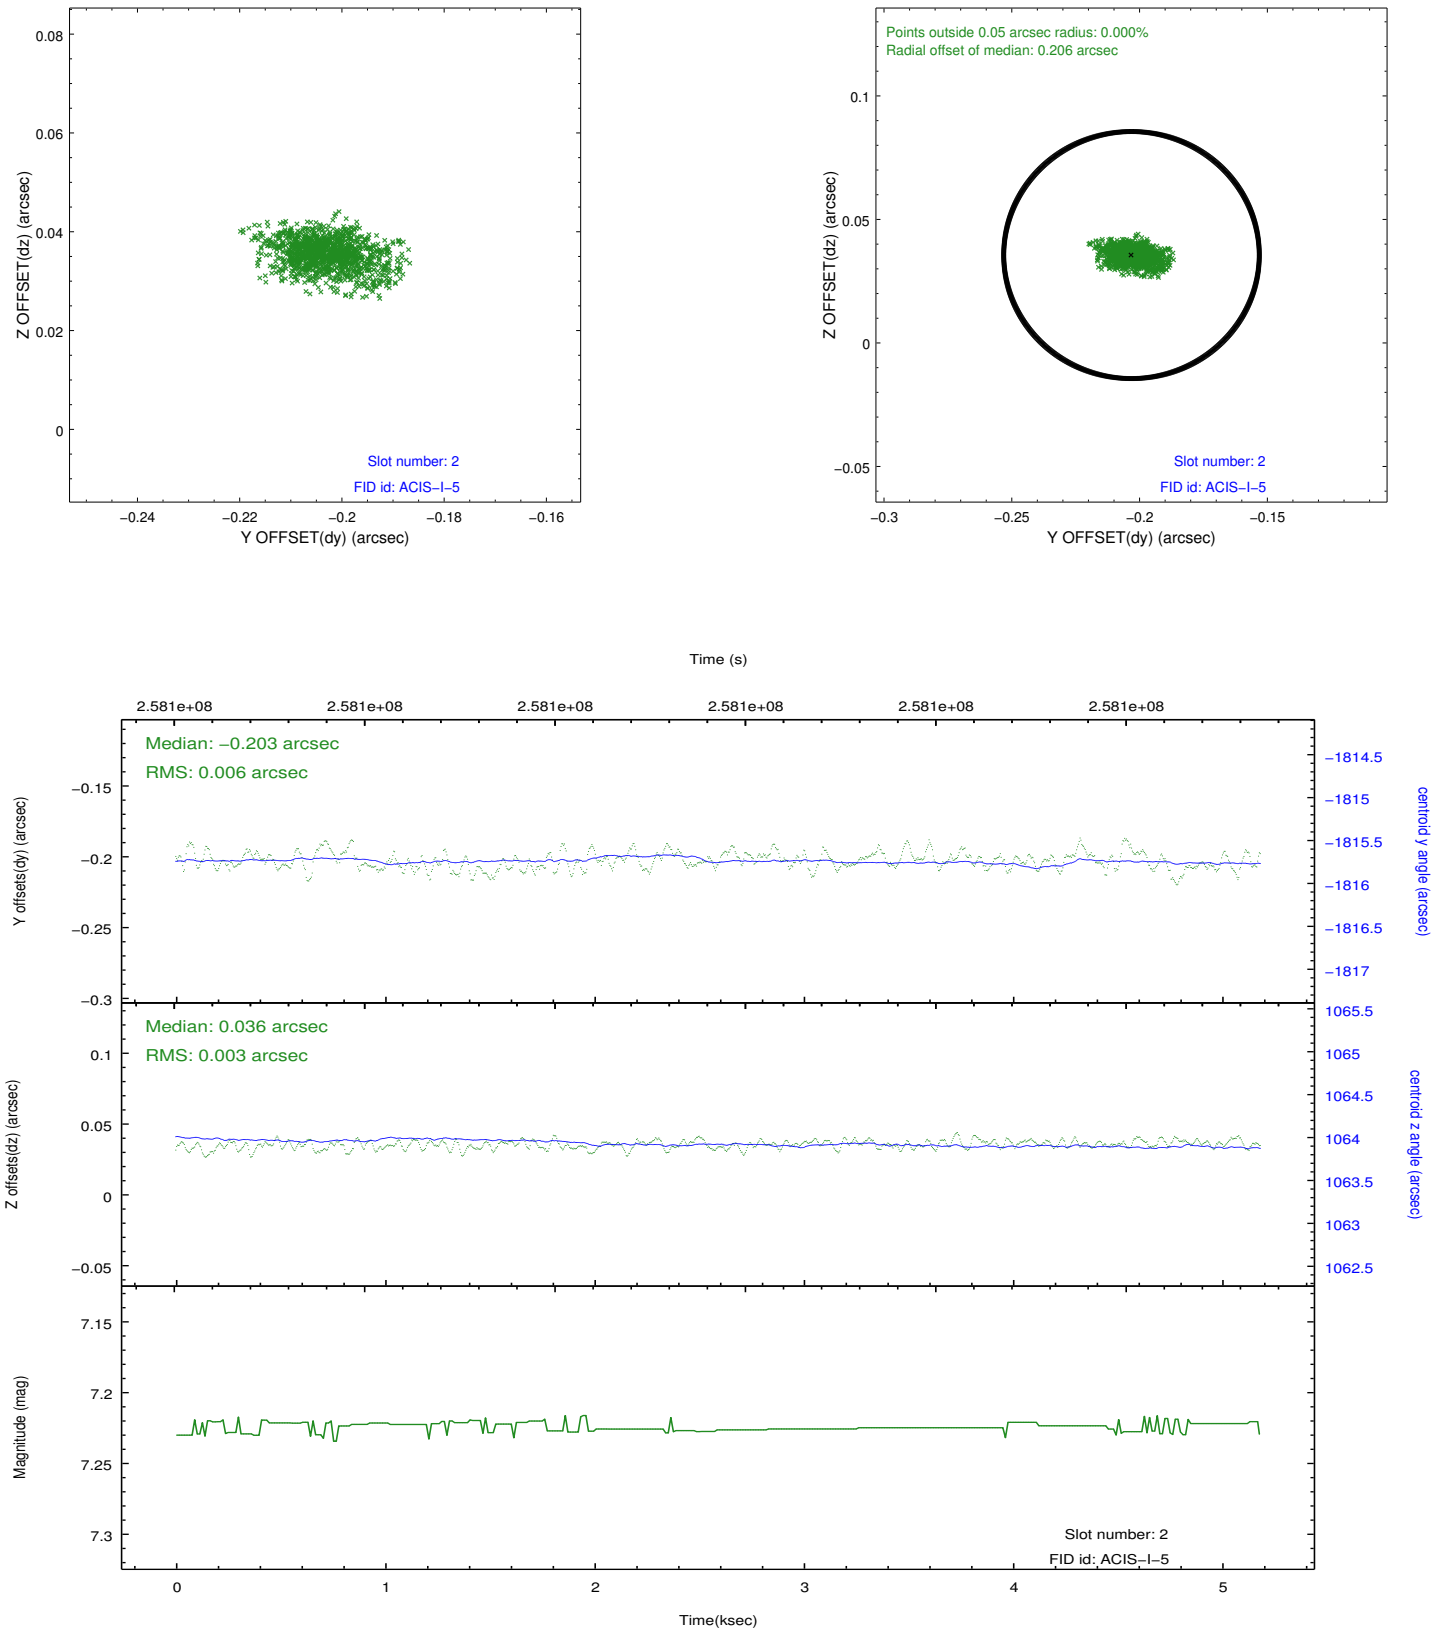 0.08
0.06
0.04
0.02
0
Z OFFSET(dz) (arcsec)
Slot number: 2
FID id: ACIS−I−5
−0.24 −0.22 −0.2 −0.18 −0.16
Y OFFSET(dy) (arcsec)
Points outside 0.05 arcsec radius: 0.000%
Radial offset of median: 0.206 arcsec
0.1
0.05
0
−0.05
Z OFFSET(dz) (arcsec)
Slot number: 2
FID id: ACIS−I−5
−0.3 −0.25 −0.2 −0.15
Y OFFSET(dy) (arcsec)
Time (s)
2.581e+08 2.581e+08 2.581e+08 2.581e+08 2.581e+08 2.581e+08
Median: −0.203 arcsec
RMS: 0.006 arcsec
−0.15
−0.2
−0.25
−0.3
Y offsets(dy) (arcsec)
−1814.5
−1815
−1815.5
−1816
−1816.5
−1817
centroid y angle (arcsec)
Median: 0.036 arcsec
RMS: 0.003 arcsec
0.1
0.05
0
−0.05
Z offsets(dz) (arcsec)
1065.5
1065
1064.5
1064
1063.5
1063
1062.5
centroid z angle (arcsec)
7.15
7.2
7.25
7.3
Magnitude (mag)
Slot number: 2
FID id: ACIS−I−5
0 1 2 3 4 5
Time(ksec)